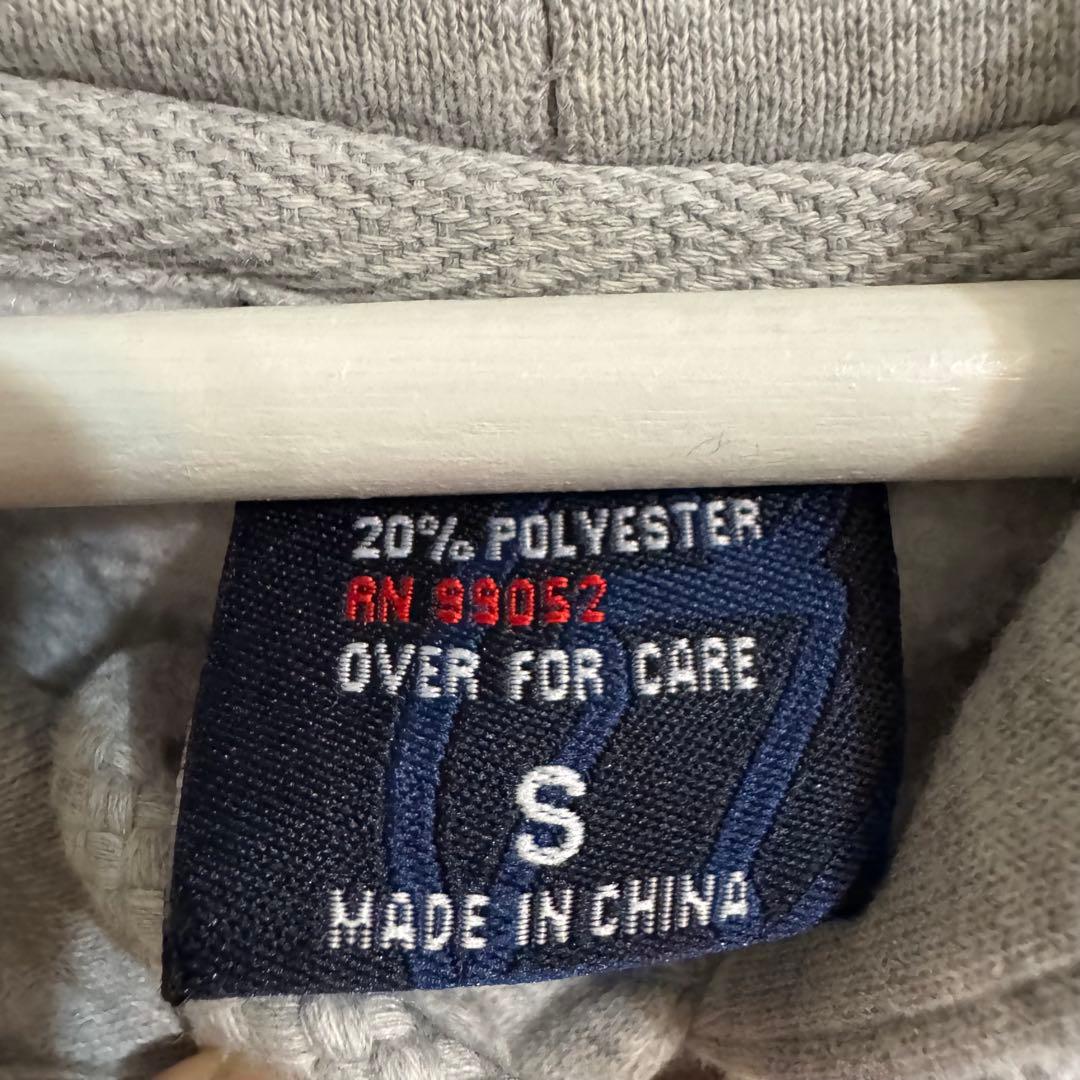 20% POLYESTER
RN 99052
OVER FOR CARE
S
MADE IN CHINA